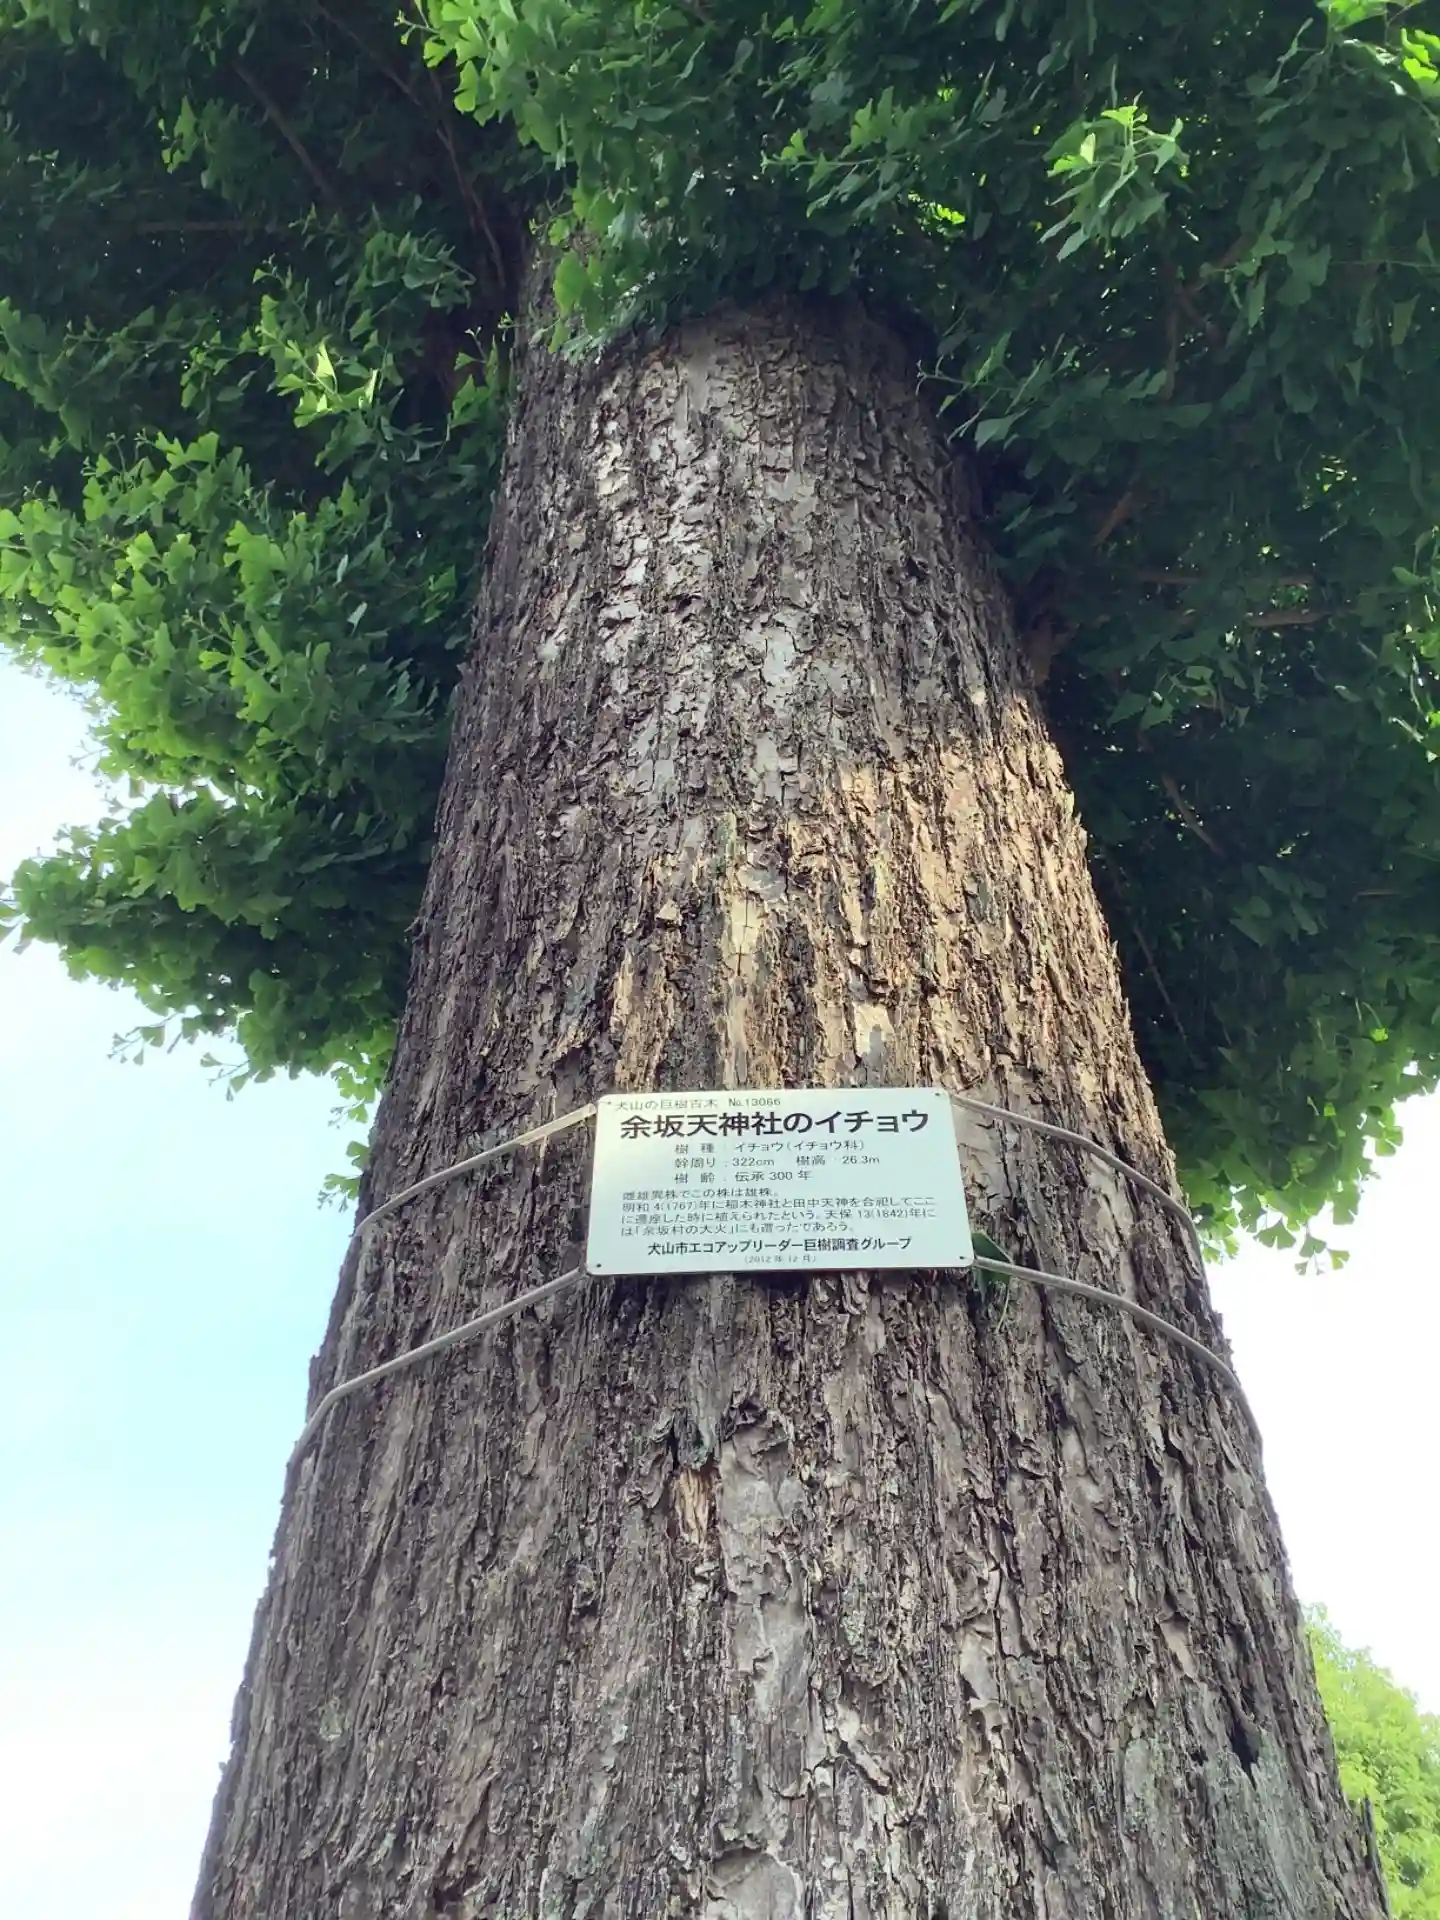 犬山の巨樹百木 No.13066
余坂天神社のイチョウ
樹 種 : イチョウ(イチョウ科)
幹周り : 322cm 樹高 : 26.3m
樹 齢 : 伝承 300 年
雌雄異株でこの株は雄株。
明和 4(1767)年に稲木神社と田中天神を合祀してここ
に遷座した時に植えられたという。天保 13(1842)年に
は「余坂村の大火」にも遭ったであろう。
犬山市エコアップリーダー巨樹調査グループ
(2012 年 12 月)